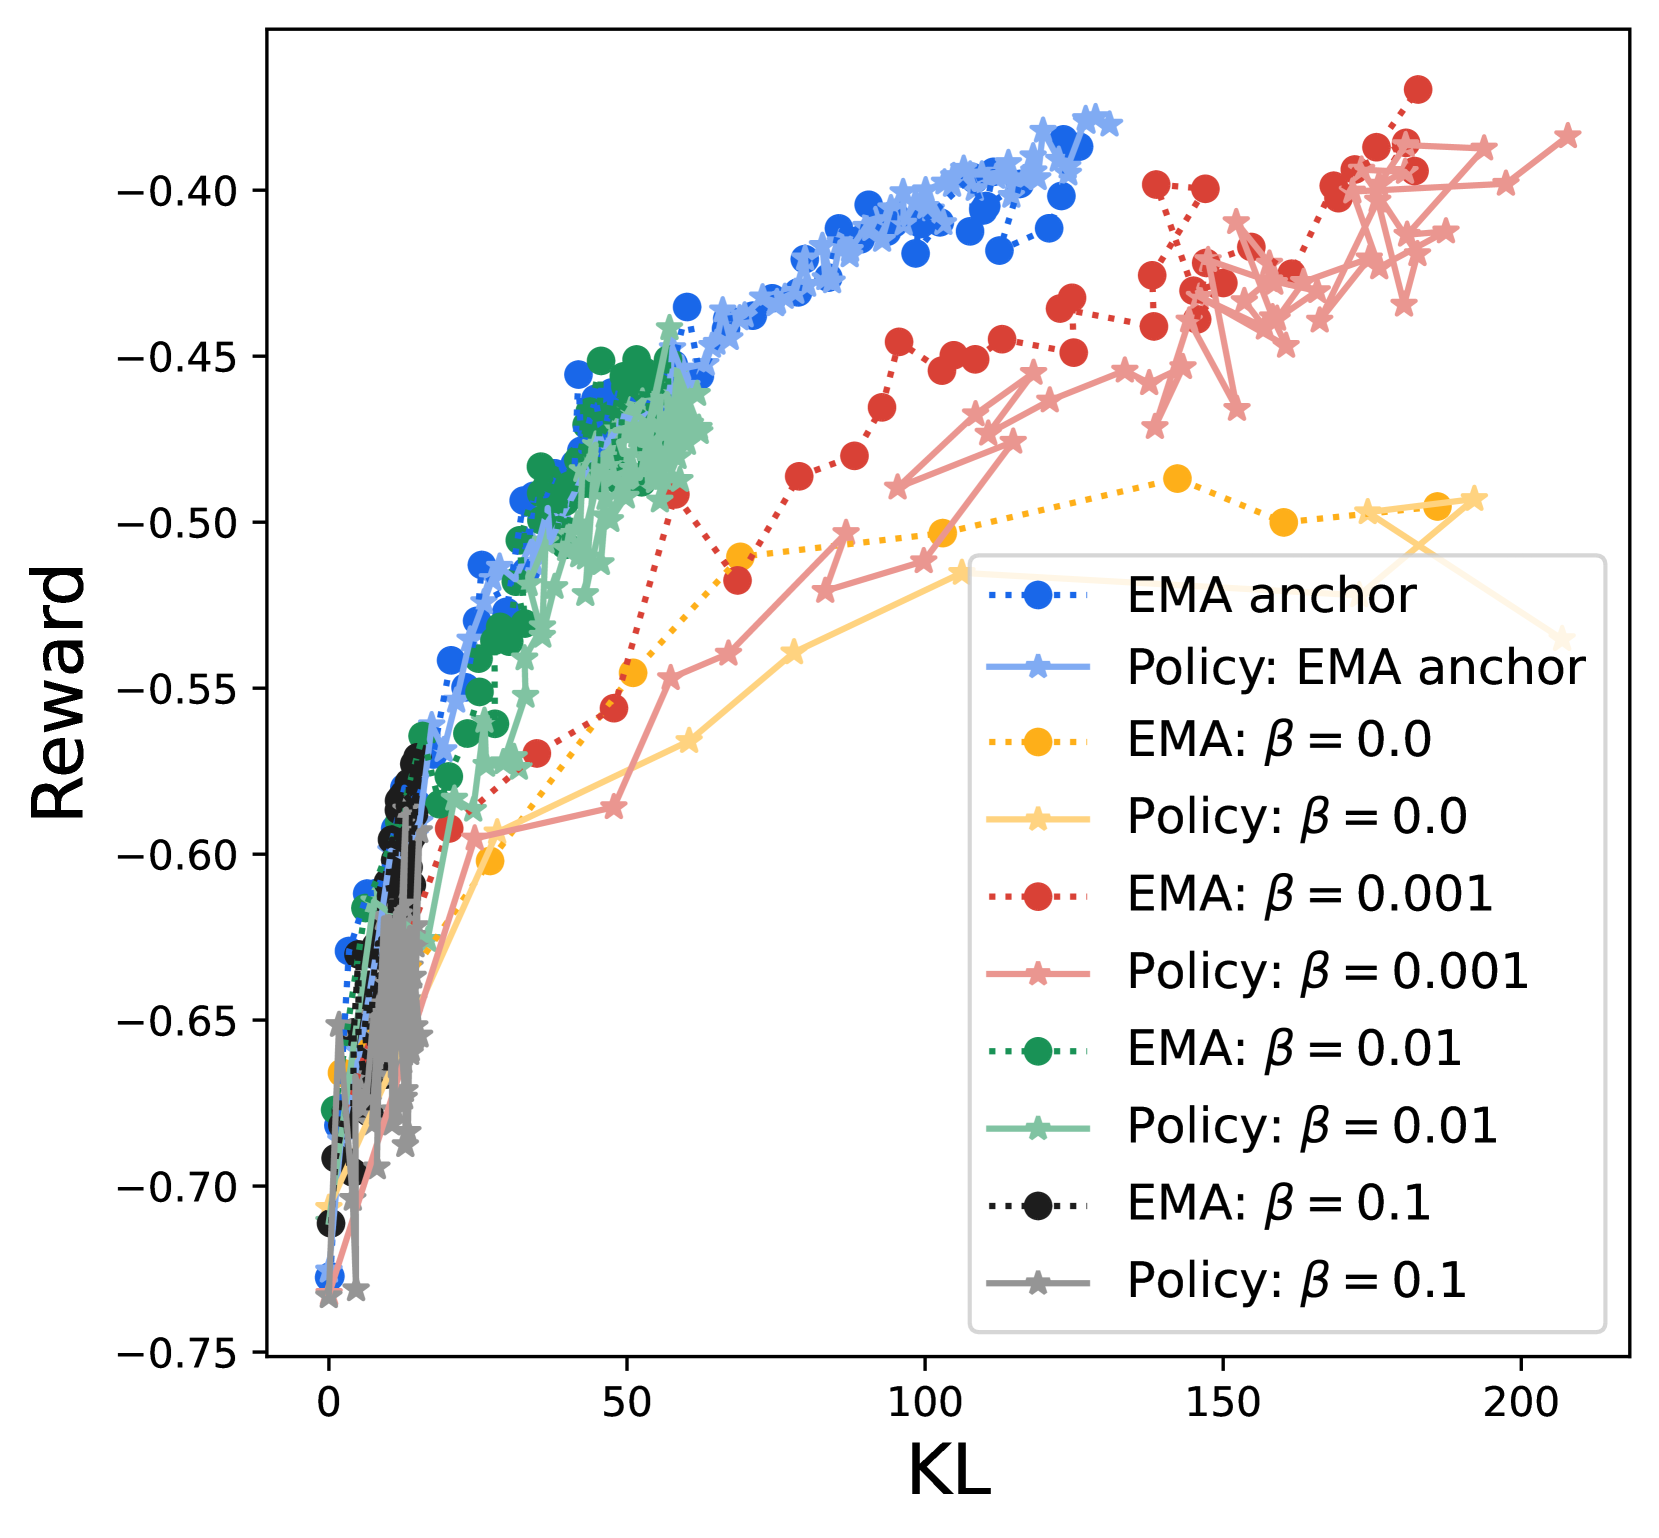 Reward
−0.40
−0.45
−0.50
−0.55
−0.60
−0.65
−0.70
−0.75
EMA anchor
Policy: EMA anchor
EMA: β = 0.0
Policy: β = 0.0
EMA: β = 0.001
Policy: β = 0.001
EMA: β = 0.01
Policy: β = 0.01
EMA: β = 0.1
Policy: β = 0.1
0 50 100 150 200
KL